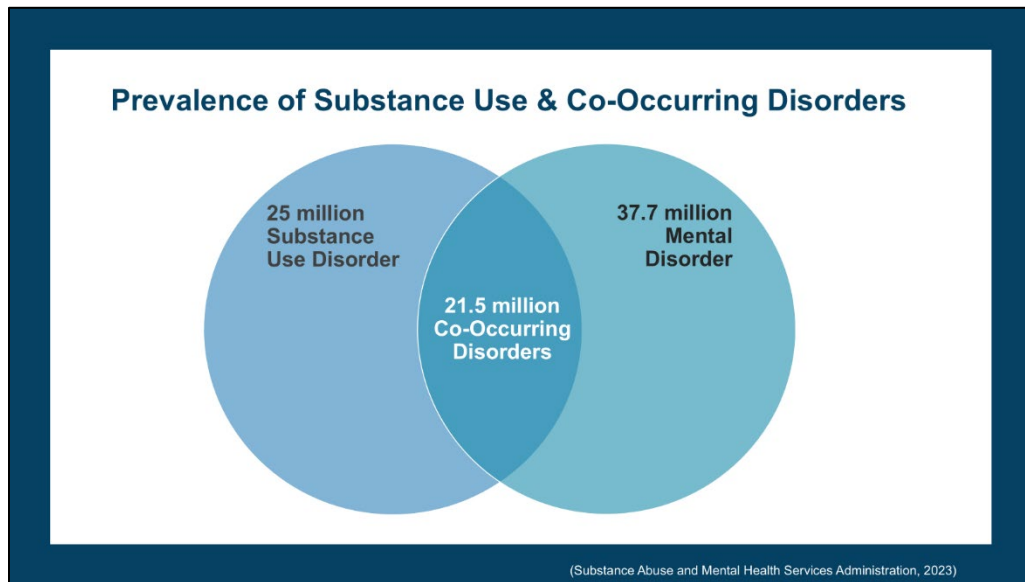 Prevalence of Substance Use & Co-Occurring Disorders
25 million
Substance
Use Disorder
37.7 million
Mental
Disorder
21.5 million
Co-Occurring
Disorders
(Substance Abuse and Mental Health Services Administration, 2023)